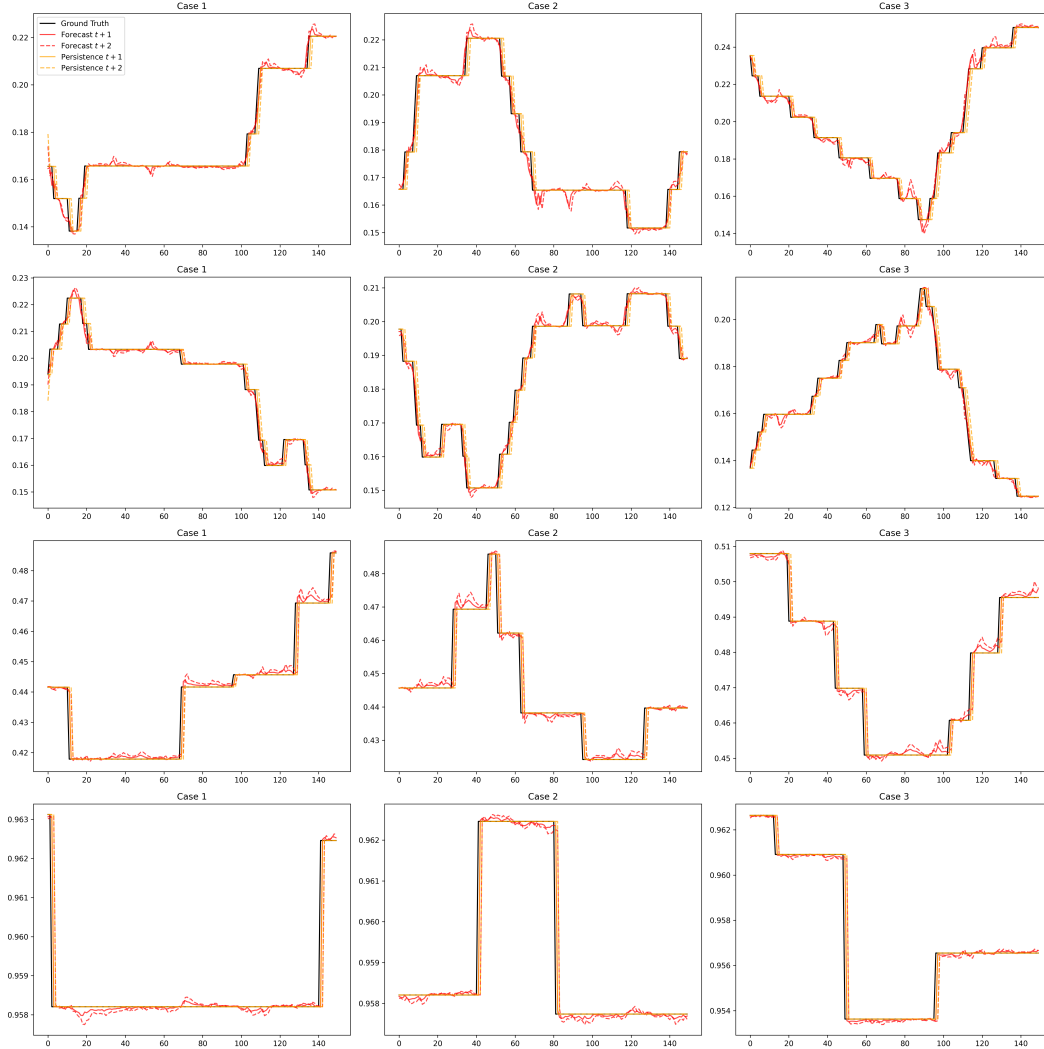 Case 1
Case 2
Case 3
Ground Truth
Forecast t + 1
Forecast t + 2
Persistence t + 1
Persistence t + 2
0.22
0.20
0.18
0.16
0.14
0 20 40 60 80 100 120 140
0.22
0.21
0.20
0.19
0.18
0.17
0.16
0.15
0 20 40 60 80 100 120 140
0.24
0.22
0.20
0.18
0.16
0.14
0 20 40 60 80 100 120 140
Case 1
Case 2
Case 3
0.23
0.22
0.21
0.20
0.19
0.18
0.17
0.16
0.15
0 20 40 60 80 100 120 140
0.21
0.20
0.19
0.18
0.17
0.16
0.15
0 20 40 60 80 100 120 140
0.20
0.18
0.16
0.14
0.12
0 20 40 60 80 100 120 140
Case 1
Case 2
Case 3
0.48
0.47
0.46
0.45
0.44
0.43
0.42
0 20 40 60 80 100 120 140
0.48
0.47
0.46
0.45
0.44
0.43
0 20 40 60 80 100 120 140
0.51
0.50
0.49
0.48
0.47
0.46
0.45
0 20 40 60 80 100 120 140
Case 1
Case 2
Case 3
0.963
0.962
0.961
0.960
0.959
0.958
0 20 40 60 80 100 120 140
0.962
0.961
0.960
0.959
0.958
0 20 40 60 80 100 120 140
0.962
0.960
0.958
0.956
0.954
0 20 40 60 80 100 120 140